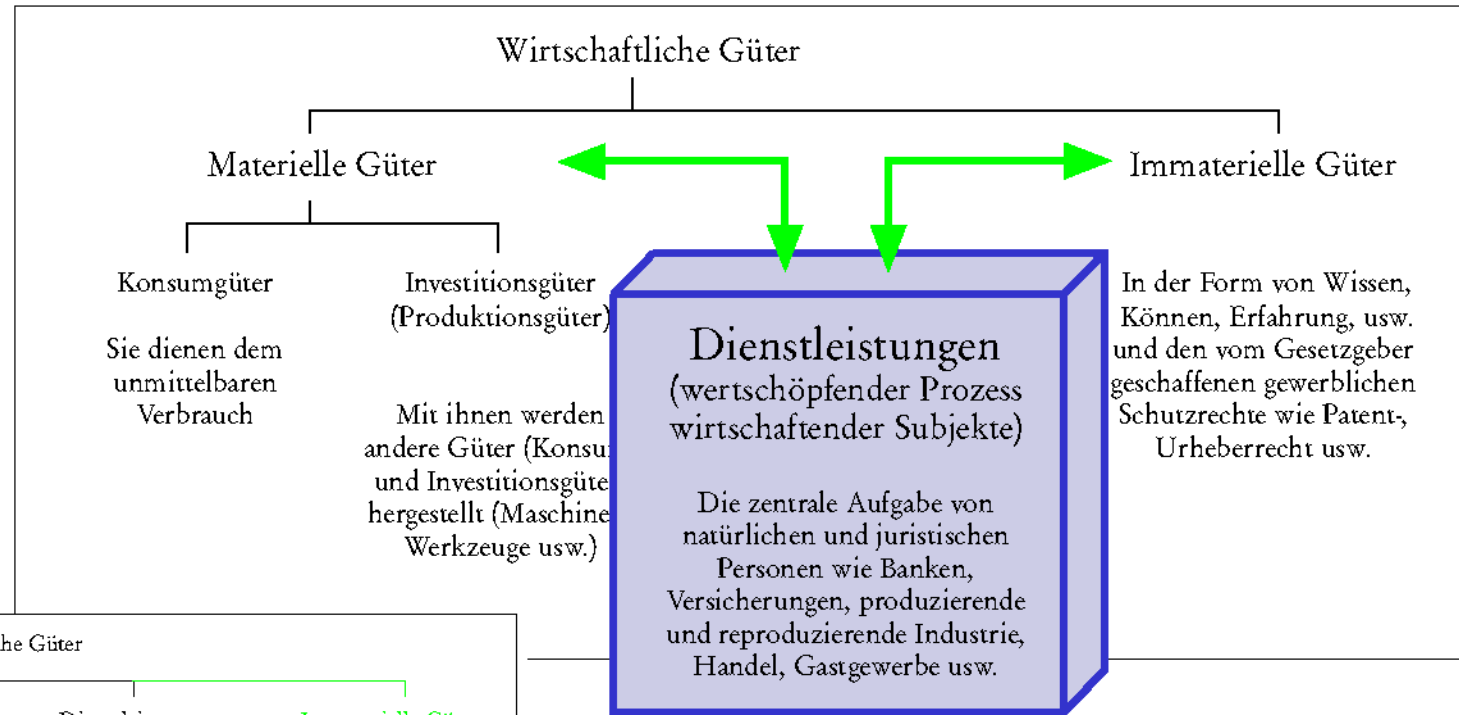 Wirtschaftliche Güter
Materielle Güter
Immaterielle Güter
Konsumgüter
Sie dienen dem
unmittelbaren
Verbrauch
Investitionsgüter
(Produktionsgüter)
Mit ihnen werden
andere Güter
und
hergestellt
Werkzeuge usw.)
Dienstleistungen
(wertschöpfender Prozess
wirtschaftender Subjekte)
Die zentrale Aufgabe von
natürlichen und juristischen
Personen wie Banken,
Versicherungen, produzierende
und reproduzierende Industrie,
Handel, Gastgewerbe usw.
In der Form von Wissen,
Können, Erfahrung, usw.
und den vom Gesetzgeber
geschaffenen gewerblichen
Schutzrechte wie Patent-,
Urheberrecht usw.
Güter